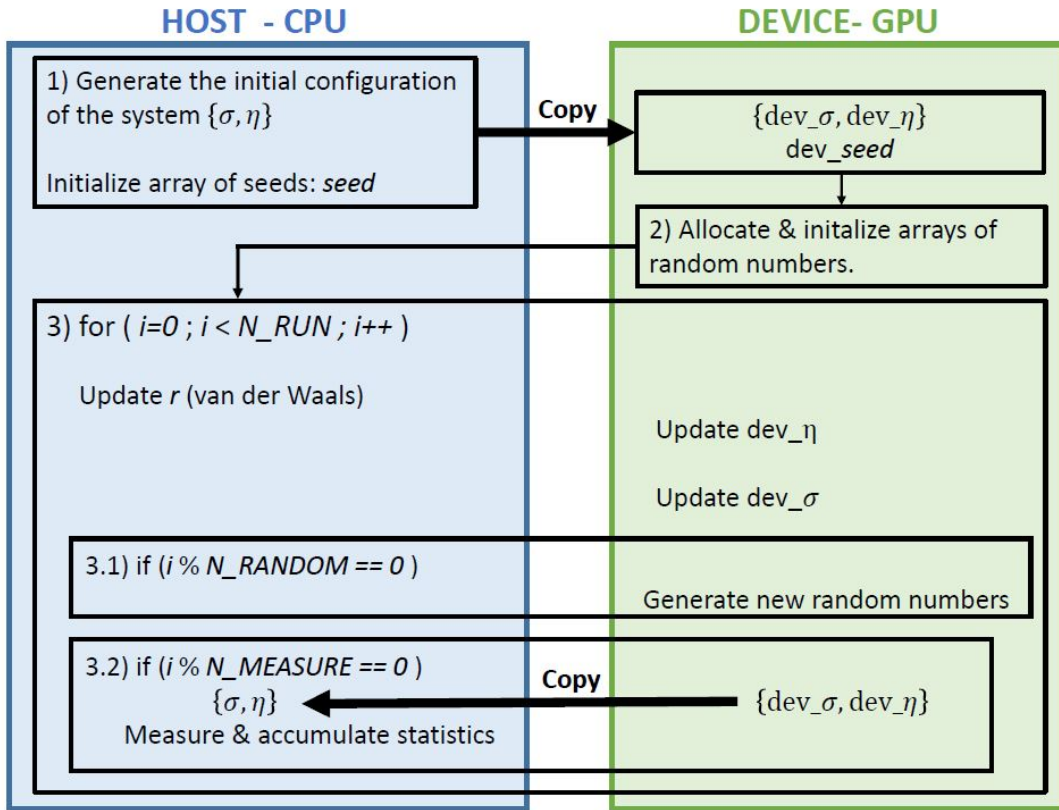 HOST - CPU
DEVICE- GPU
1) Generate the initial configuration
of the system {σ, η}
Initialize array of seeds: seed
Copy
{dev_σ, dev_η}
dev_seed
2) Allocate & initalize arrays of
random numbers.
3) for ( i=0 ; i < N_RUN ; i++ )
Update r (van der Waals)
Update dev_η
Update dev_σ
3.1) if (i % N_RANDOM == 0 )
Generate new random numbers
3.2) if (i % N_MEASURE == 0 )
{σ, η}
Copy
{dev_σ, dev_η}
Measure & accumulate statistics